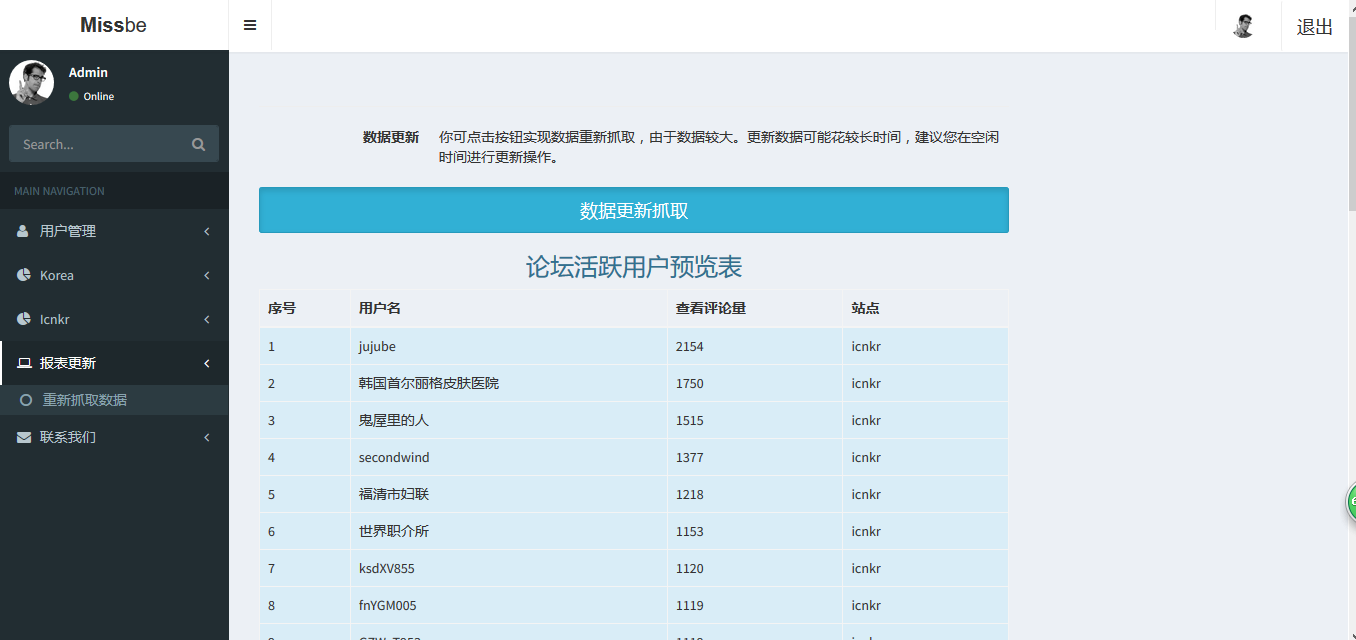 Missbe
退出
Admin
Online
Search...
MAIN NAVIGATION
用户管理
Korea
Icnkr
报表更新
重新抓取数据
联系我们
数据更新 你可点击按钮实现数据重新抓取，由于数据较大。更新数据可能花较长时间，建议您在空闲
时间进行更新操作。
数据更新抓取
论坛活跃用户预览表
序号 用户名 查看评论量 站点
1 jujube 2154 icnkr
2 韩国首尔丽格皮肤医院 1750 icnkr
3 鬼屋里的人 1515 icnkr
4 secondwind 1377 icnkr
5 福清市妇联 1218 icnkr
6 世界职介所 1153 icnkr
7 ksdXV855 1120 icnkr
8 fnYGM005 1119 icnkr